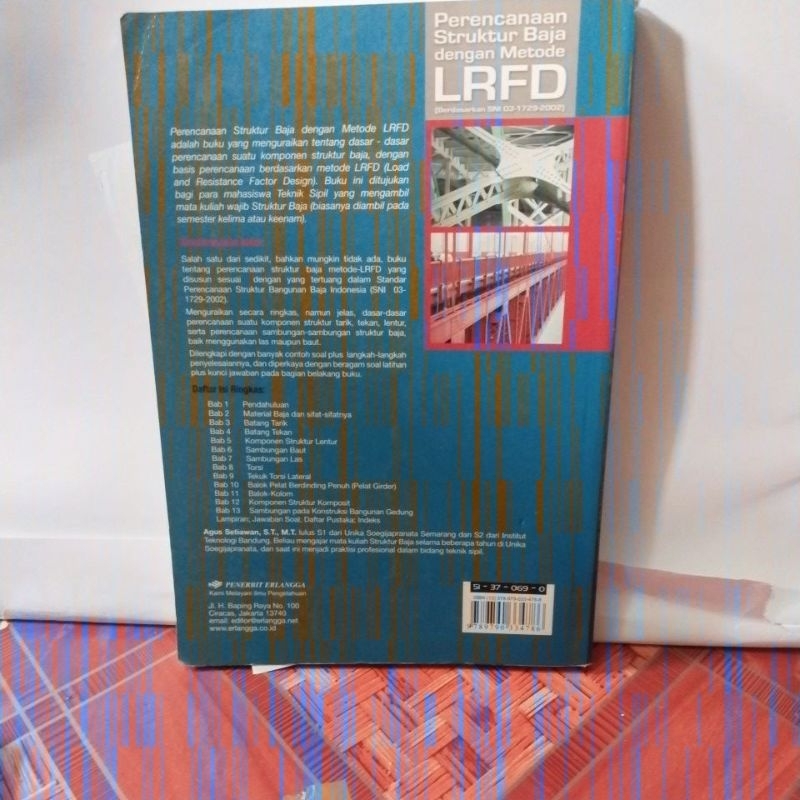 Perencanaan
Struktur Baja
dengan Metode
LRFD
(Berdasarkan SNI 03-1729-2002)
Perencanaan Struktur Baja dengan Metode LRFD
adalah buku yang menguraikan tentang dasar - dasar
perencanaan suatu komponen struktur baja, dengan
basis perencanaan berdasarkan metode LRFD (Load
and Resistance Factor Design). Buku ini ditujukan
bagi para mahasiswa Teknik Sipil yang mengambil
mata kuliah wajib Struktur Baja (biasanya diambil pada
semester kelima atau keenam).
Salah satu dari sedikit, bahkan mungkin tidak ada, buku
tentang perencanaan struktur baja metode-LRFD yang
disusun sesuai dengan yang tertuang dalam Standar
Perencanaan Struktur Bangunan Baja Indonesia (SNI 03-
1729-2002).
Menguraikan secara ringkas, namun jelas, dasar-dasar
perencanaan suatu komponen struktur tarik, tekan, lentur,
serta perencanaan sambungan-sambungan struktur baja,
baik menggunakan las maupun baut.
Dilengkapi dengan banyak contoh soal plus langkah-langkah
penyelesaiannya, dan diperkaya dengan beragam soal latihan
plus kunci jawaban pada bagian belakang buku.
Daftar Isi Ringkas:
Bab 1 Pendahuluan
Bab 2 Material Baja dan sifat-sifatnya
Bab 3 Batang Tarik
Bab 4 Batang Tekan
Bab 5 Komponen Struktur Lentur
Bab 6 Sambungan Baut
Bab 7 Sambungan Las
Bab 8 Torsi
Bab 9 Tekuk Torsi Lateral
Bab 10 Balok Pelat Berdinding Penuh (Pelat Girder)
Bab 11 Balok-Kolom
Bab 12 Komponen Struktur Komposit
Bab 13 Sambungan pada Konstruksi Bangunan Gedung
Lampiran; Jawaban Soal; Daftar Pustaka; Indeks
Agus Setiawan, S.T., M.T. lulus S1 dari Unika Soegijapranata Semarang dan S2 dari Institut
Teknologi Bandung. Beliau mengajar mata kuliah Struktur Baja selama beberapa tahun di Unika
Soegijapranata, dan saat ini menjadi praktisi profesional dalam bidang teknik sipil.
PENERBIT ERLANGGA
Kami Melayani Ilmu Pengetahuan
Jl. H. Baping Raya No. 100
Ciracas, Jakarta 13740
email: editor@erlangga.net
www.erlangga.co.id
51 - 37 - 069 - 0